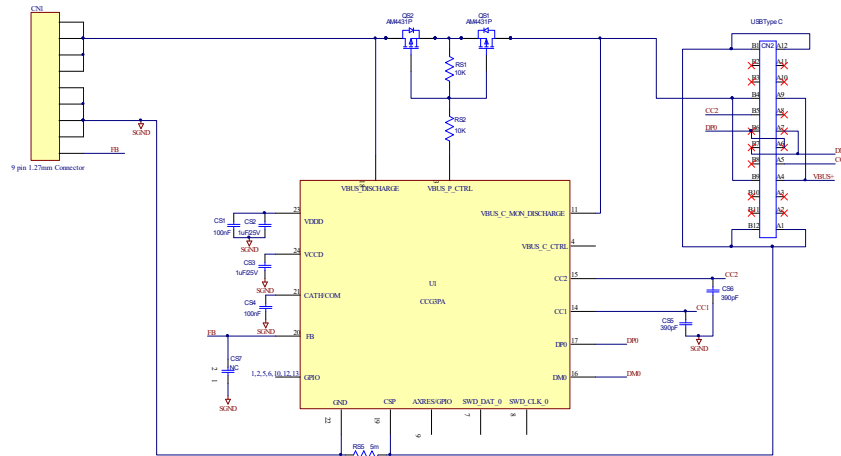 CN1
QS2
AM4431P
QS1
AM4431P
USBType C
RS1
10K
RS2
10K
CN2
B1
A12
B2
A11
B3
A10
B4
A9
B5
A8
B6
A7
B7
A6
B8
A5
B9
A4
B10
A3
B11
A2
B12
A1
CC2
DP0
VBUS+
SGND
FB
9 pin 1.27mm Connector
VBUS_DISCHARGE
VBUS_P_CTRL
3
23
VDDD
VBUS_C_MON_DISCHARGE
11
CS1
100nF
CS2
1uF/25V
SGND
VBUS_C_CTRL
4
24
VCCD
CS3
1uF/25V
SGND
CC2
15
CC2
CS6
390pF
U1
CCG3PA
21
CATH/COM
CS4
100nF
SGND
CC1
14
CC1
CS5
390pF
SGND
FB
20
FB
DP0
17
DP0
CS7
NC
2
1
SGND
1, 2, 5, 6, 10, 12, 13
GPIO
DM0
16
DM0
GND
CSP
AXRES/GPIO
SWD_DAT_0
SWD_CLK_0
22
19
9
7
8
RS5
5m